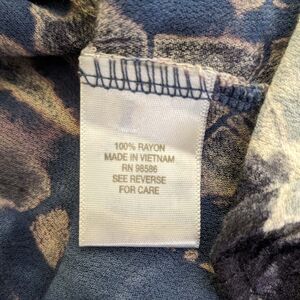 100% RAYON
MADE IN VIETNAM
RN 98586
SEE REVERSE
FOR CARE